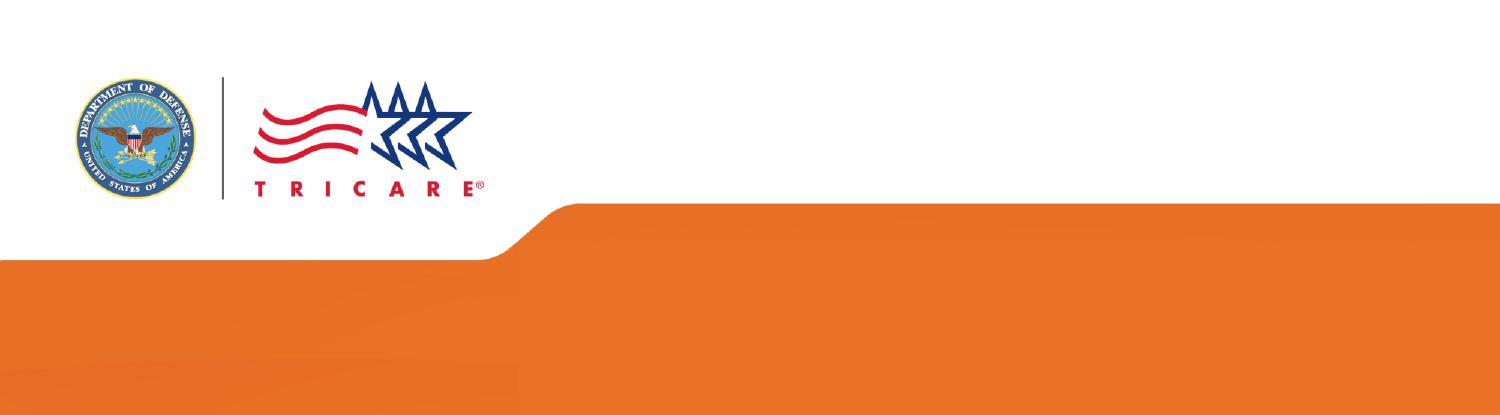 DEPARTMENT OF DEFENSE
UNITED STATES OF AMERICA
TRICARE®